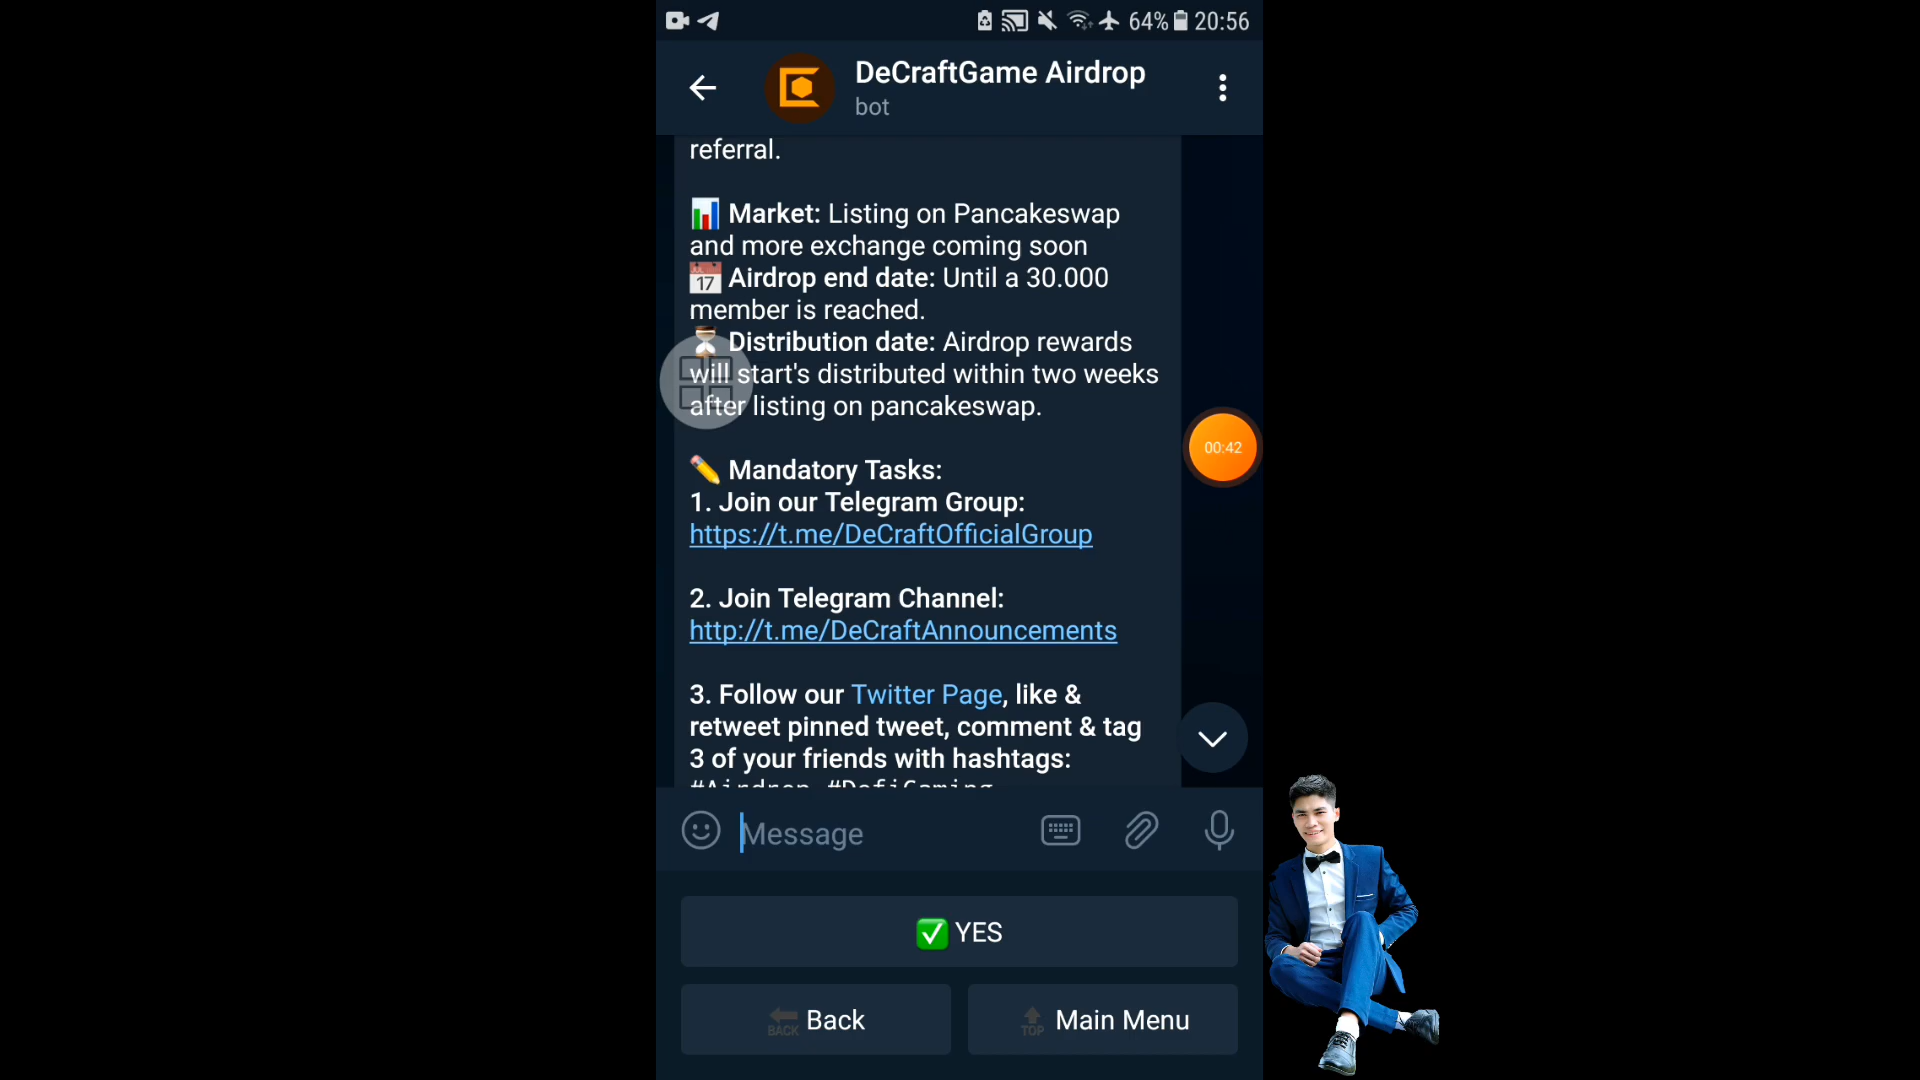 64% 20:56
DeCraftGame Airdrop
bot
referral.
📊 Market: Listing on Pancakeswap
and more exchange coming soon
📅 Airdrop end date: Until a 30.000
member is reached.
⏳ Distribution date: Airdrop rewards
will start's distributed within two weeks
after listing on pancakeswap.
00:42
✏️ Mandatory Tasks:
1. Join our Telegram Group:
https://t.me/DeCraftOfficialGroup
2. Join Telegram Channel:
http://t.me/DeCraftAnnouncements
3. Follow our Twitter Page, like &
retweet pinned tweet, comment & tag
3 of your friends with hashtags:
#Airdrop #DefiGaming
Message
✅ YES
BACK Back
TOP Main Menu